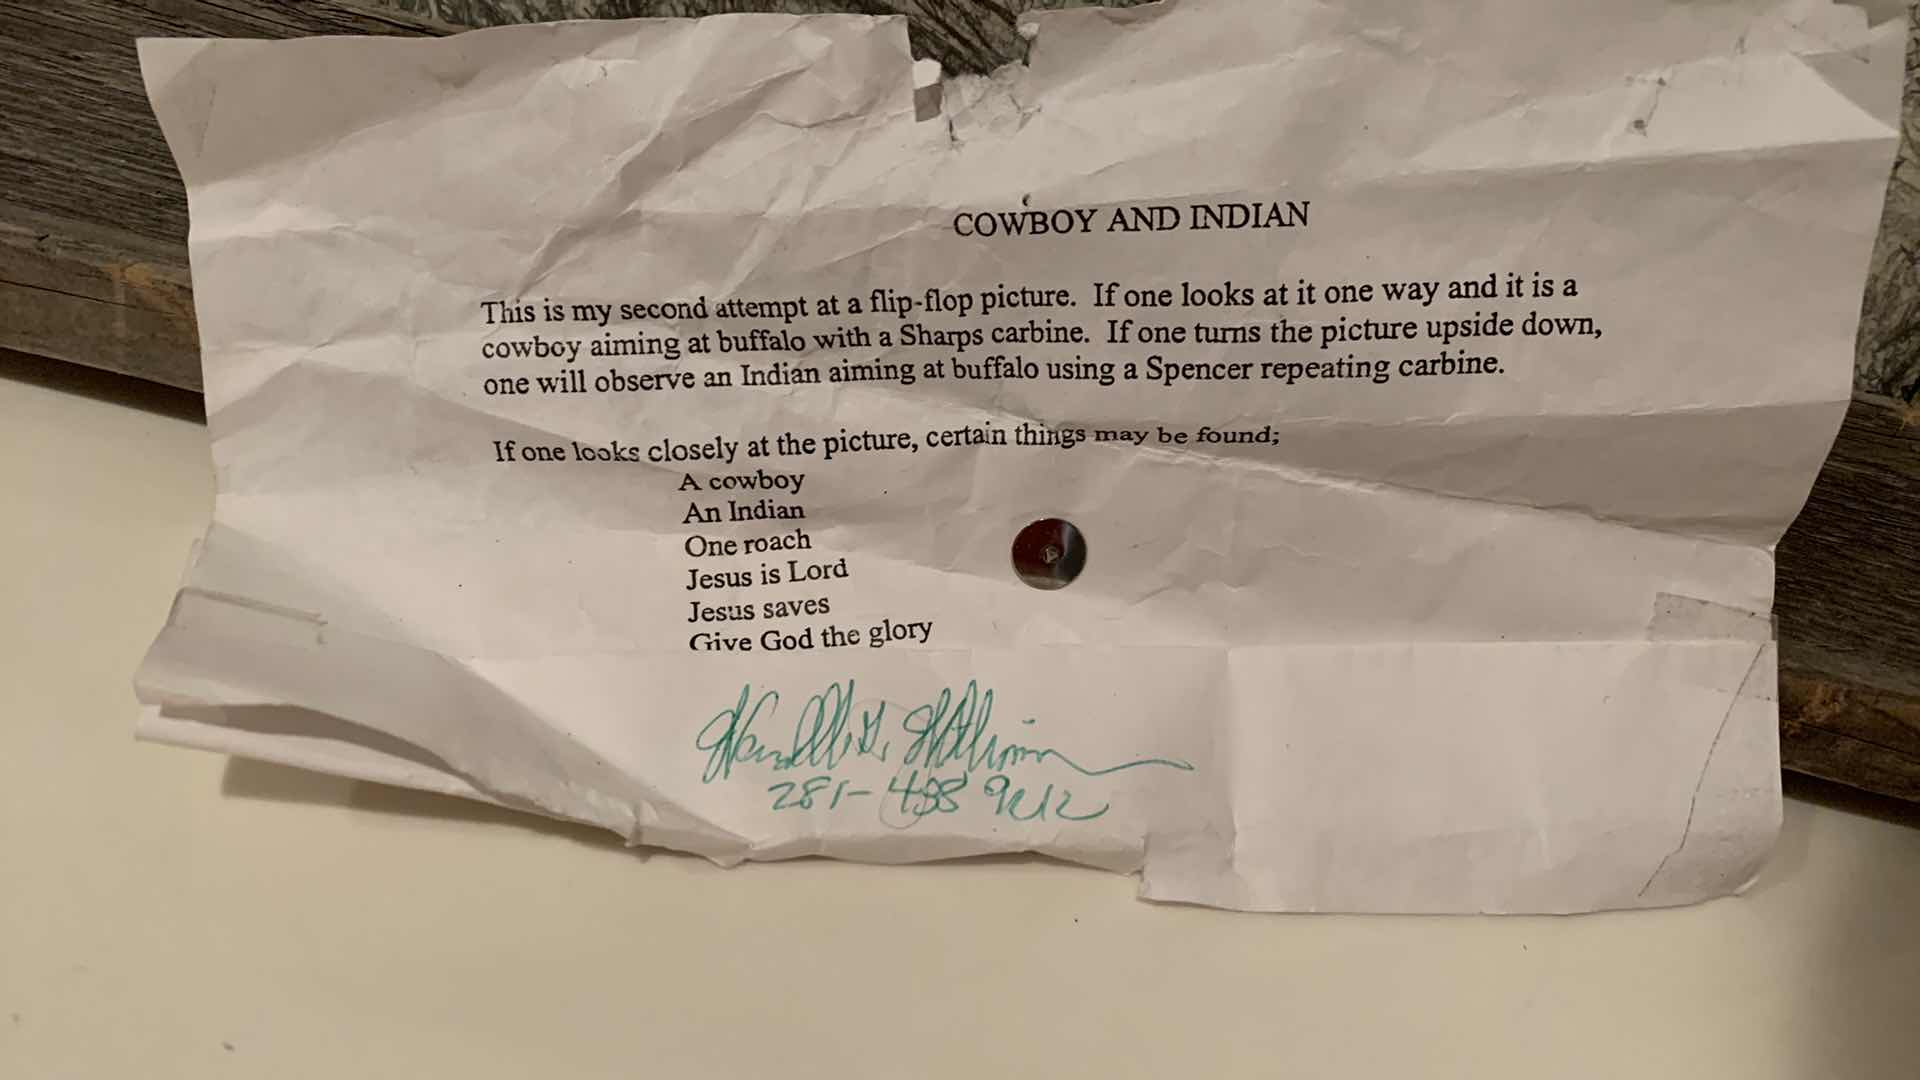 COWBOY AND INDIAN
This is my second attempt at a flip-flop picture. If one looks at it one way and it is a
cowboy aiming at buffalo with a Sharps carbine. If one turns the picture upside down,
one will observe an Indian aiming at buffalo using a Spencer repeating carbine.
If one looks closely at the picture, certain things may be found;
A cowboy
An Indian
One roach
Jesus is Lord
Jesus saves
Give God the glory
281-